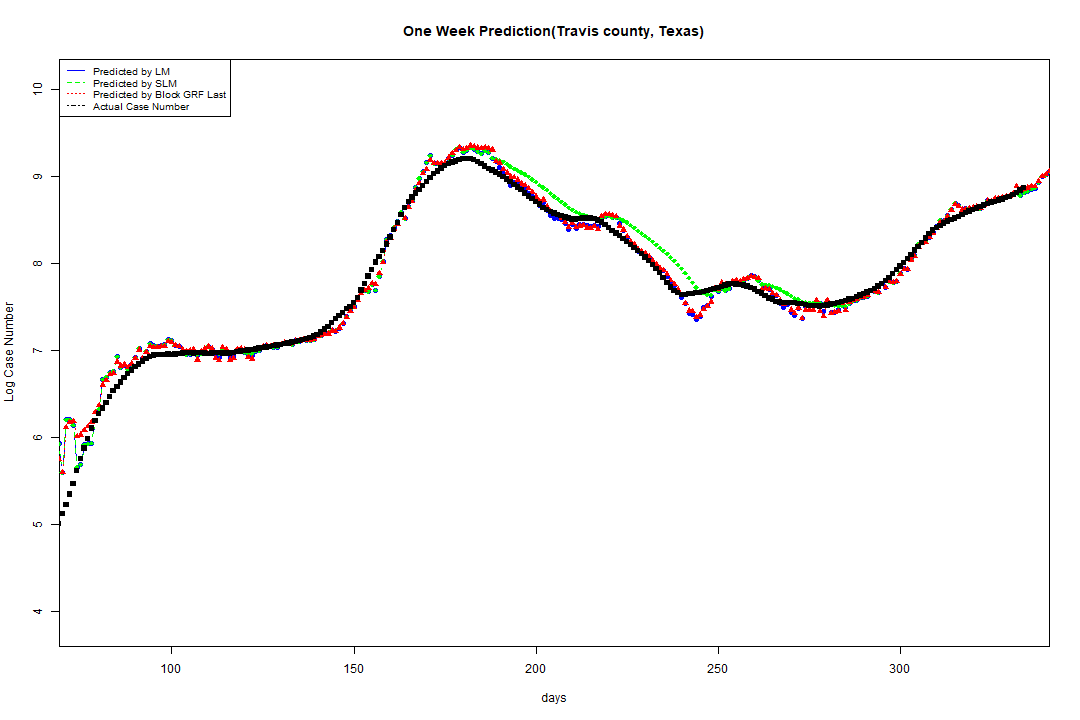 One Week Prediction(Travis county, Texas)
Predicted by LM
Predicted by SLM
Predicted by Block GRF Last
Actual Case Number
10
9
8
7
6
5
4
Log Case Number
100
150
200
250
300
days